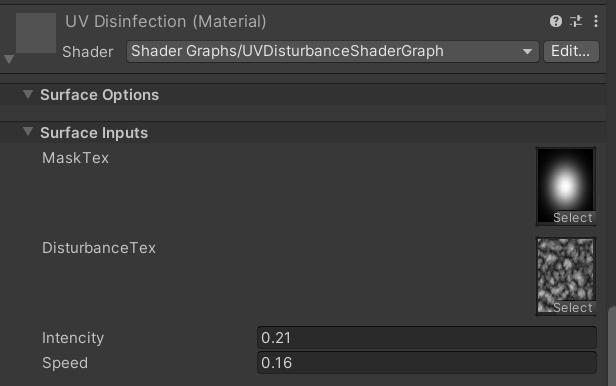 UV Disinfection (Material)
Shader Shader Graphs/UVDisturbanceShaderGraph Edit...
Surface Options
Surface Inputs
MaskTex
Select
DisturbanceTex
Select
Intencity 0.21
Speed 0.16